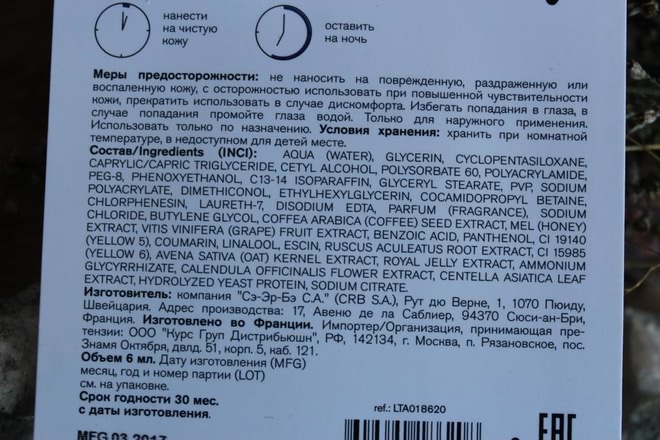 нанести
на чистую
кожу
оставить
на ночь
Меры предосторожности: не наносить на поврежденную, раздраженную или
воспаленную кожу, с осторожностью использовать при повышенной чувствительности
кожи, прекратить использовать в случае дискомфорта. Избегать попадания в глаза, в
случае попадания промойте глаза водой. Только для наружного применения.
Использовать только по назначению. Условия хранения: хранить при комнатной
температуре, в недоступном для детей месте.
Состав/Ingredients (INCI): AQUA (WATER), GLYCERIN, CYCLOPENTASILOXANE,
CAPRYLIC/CAPRIC TRIGLYCERIDE, CETYL ALCOHOL, POLYSORBATE 60, POLYACRYLAMIDE,
PEG-8, PHENOXYETHANOL, C13-14 ISOPARAFFIN, GLYCERYL STEARATE, PVP, SODIUM
POLYACRYLATE, DIMETHICONOL, ETHYLHEXYLGLYCERIN, COCAMIDOPROPYL BETAINE,
CHLORPHENESIN, LAURETH-7, DISODIUM EDTA, PARFUM (FRAGRANCE), SODIUM
CHLORIDE, BUTYLENE GLYCOL, COFFEA ARABICA (COFFEE) SEED EXTRACT, MEL (HONEY)
EXTRACT, VITIS VINIFERA (GRAPE) FRUIT EXTRACT, BENZOIC ACID, PANTHENOL, CI 19140
(YELLOW 5), COUMARIN, LINALOOL, ESCIN, RUSCUS ACULEATUS ROOT EXTRACT, CI 15985
(YELLOW 6), AVENA SATIVA (OAT) KERNEL EXTRACT, ROYAL JELLY EXTRACT, AMMONIUM
GLYCYRRHIZATE, CALENDULA OFFICINALIS FLOWER EXTRACT, CENTELLA ASIATICA LEAF
EXTRACT, HYDROLYZED YEAST PROTEIN, SODIUM CITRATE.
Изготовитель: компания "Сэ-Эр-Бэ С.А." (CRB S.A.), Рут дю Верне, 1, 1070 Пюиду,
Швейцария. Адрес производства: 17, Авеню де ла Саблиер, 94370 Сюси-ан-Бри,
Франция. Изготовлено во Франции. Импортер/Организация, принимающая пре-
тензии: ООО "Курс Груп Дистрибьюшн", РФ, 142134, г. Москва, п. Рязановское, пос.
Знамя Октября, двлд. 51, корп. 5, каб. 121.
Объем 6 мл. Дату изготовления (MFG)
месяц, год и номер партии (LOT)
см. на упаковке.
Срок годности 30 мес.
с даты изготовления.
ref.: LTA018620
EAC
MFG 03 2017